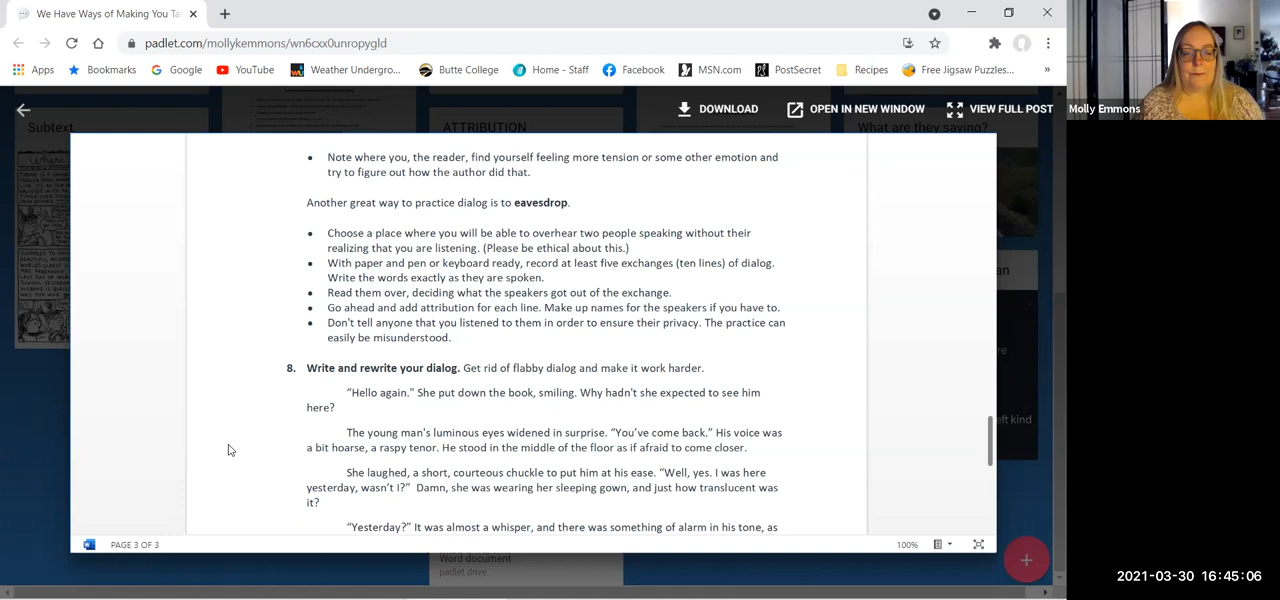 We Have Ways of Making You Ta
padlet.com/mollykemmons/wn6cxx0unropygld
Apps
Bookmarks
Google
YouTube
Weather Undergro...
Butte College
Home - Staff
Facebook
MSN.com
PostSecret
Recipes
Free Jigsaw Puzzles...
»
Molly Emmons
DOWNLOAD
OPEN IN NEW WINDOW
VIEW FULL POST
Subtext
ATTRIBUTION
What are they saying?
• Note where you, the reader, find yourself feeling more tension or some other emotion and
try to figure out how the author did that.
Another great way to practice dialog is to eavesdrop.
• Choose a place where you will be able to overhear two people speaking without their
realizing that you are listening. (Please be ethical about this.)
• With paper and pen or keyboard ready, record at least five exchanges (ten lines) of dialog.
Write the words exactly as they are spoken.
• Read them over, deciding what the speakers got out of the exchange.
• Go ahead and add attribution for each line. Make up names for the speakers if you have to.
• Don't tell anyone that you listened to them in order to ensure their privacy. The practice can
easily be misunderstood.
8. Write and rewrite your dialog. Get rid of flabby dialog and make it work harder.
“Hello again." She put down the book, smiling. Why hadn't she expected to see him
here?
The young man's luminous eyes widened in surprise. “You’ve come back.” His voice was
a bit hoarse, a raspy tenor. He stood in the middle of the floor as if afraid to come closer.
She laughed, a short, courteous chuckle to put him at his ease. “Well, yes. I was here
yesterday, wasn’t I?” Damn, she was wearing her sleeping gown, and just how translucent was
it?
“Yesterday?” It was almost a whisper, and there was something of alarm in his tone, as
PAGE 3 OF 3
100%
Word document
padlet drive
eft kind
2021-03-30 16:45:06